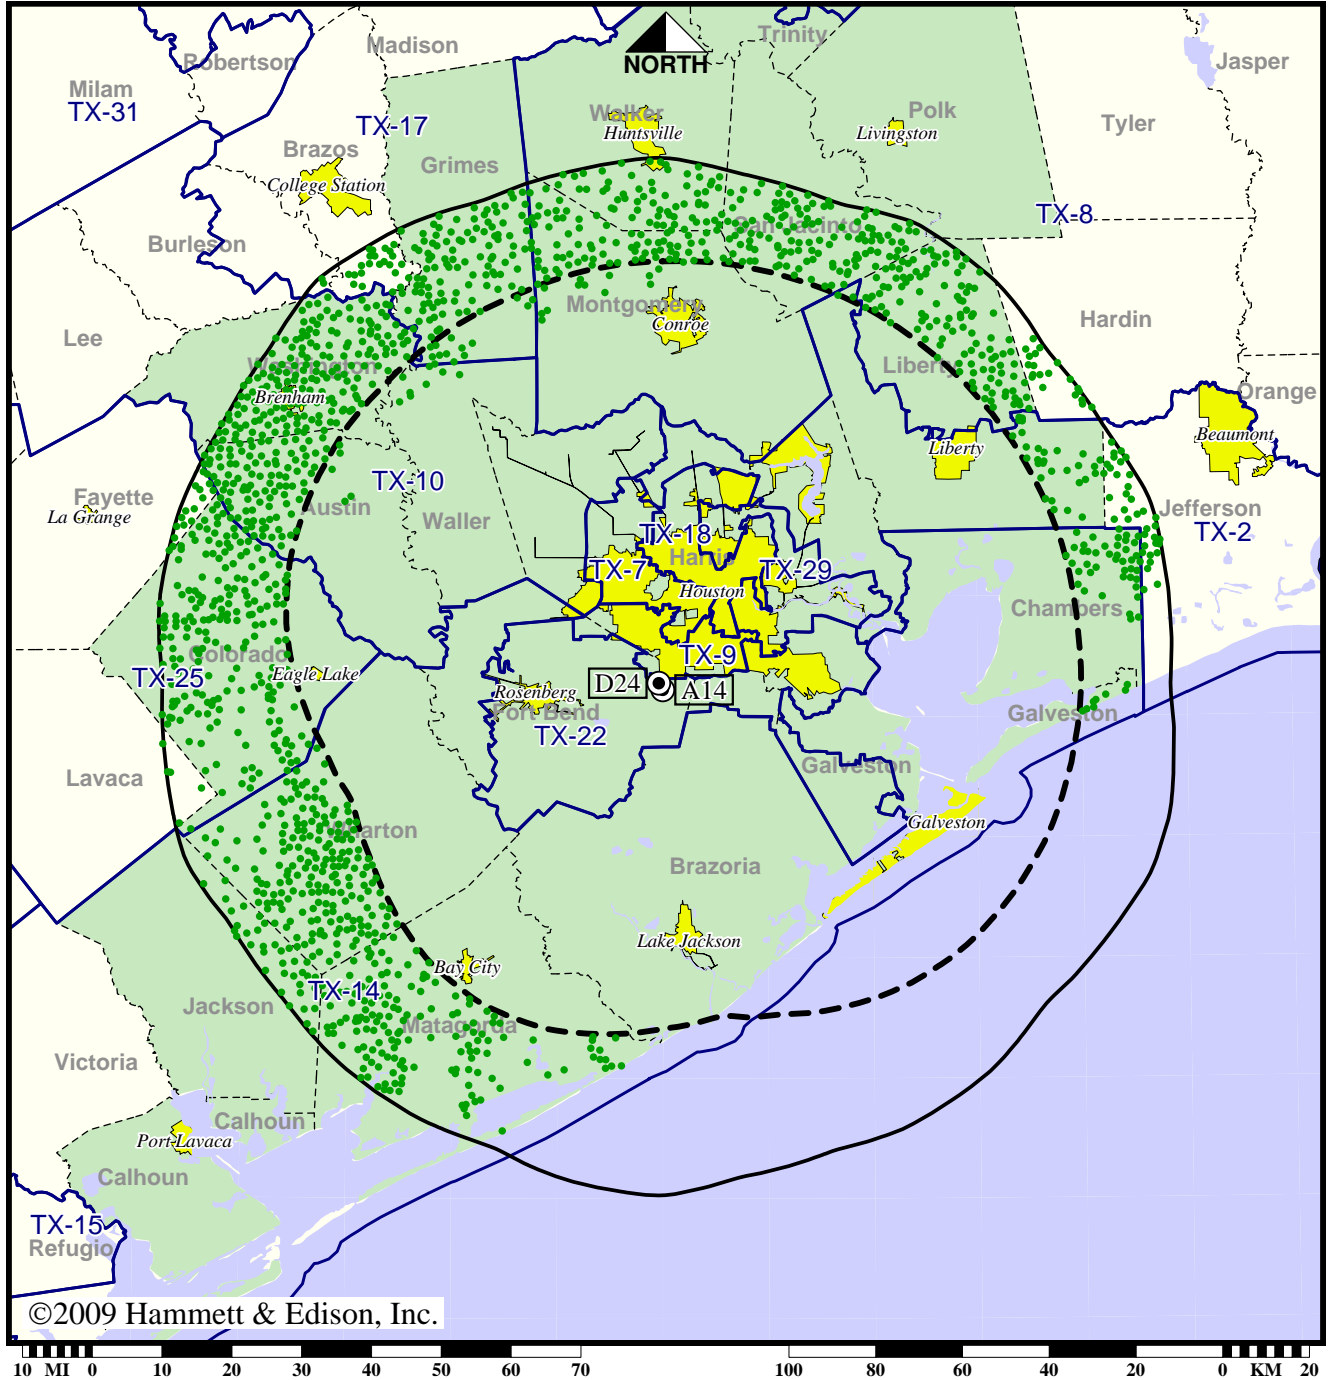 Trinity
Madison
Robertson
NORTH
Jasper
Milam
TX-31
TX-17
Walker
Huntsville
Polk
Livingston
Tyler
Brazos
Grimes
College Station
TX-8
San Jacinto
Burleson
Montgomery
Conroe
Hardin
Lee
Washington
Liberty
Brenham
Orange
Beaumont
Liberty
TX-10
Fayette
La Grange
Austin
Waller
Jefferson
TX-2
TX-18
Harris
TX-7
TX-29
Houston
Chambers
Colorado
TX-9
TX-25
Eagle Lake
Rosenberg
D24
A14
Fort Bend
Galveston
TX-22
Lavaca
Galveston
Galveston
Wharton
Brazoria
Lake Jackson
Bay City
TX-14
Jackson
Matagorda
Victoria
Calhoun
Port Lavaca
Calhoun
TX-15
Refugio
©2009 Hammett & Edison, Inc.
10 MI 0 10 20 30 40 50 60 70 100 80 60 40 20 0 KM 20